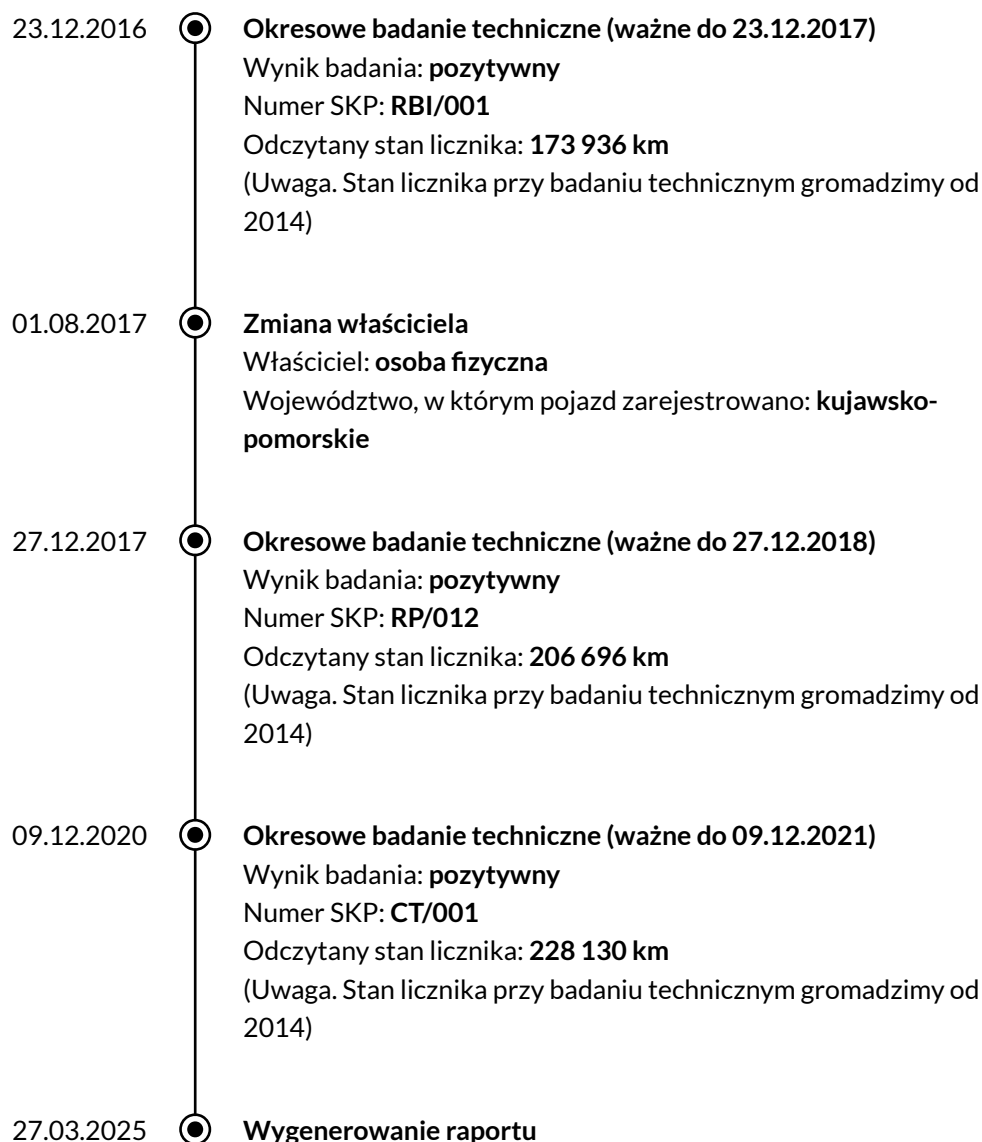 23.12.2016 Okresowe badanie techniczne (ważne do 23.12.2017)
Wynik badania: pozytywny
Numer SKP: RBI/001
Odczytany stan licznika: 173 936 km
(Uwaga. Stan licznika przy badaniu technicznym gromadzimy od
2014)
01.08.2017 Zmiana właściciela
Właściciel: osoba fizyczna
Województwo, w którym pojazd zarejestrowano: kujawsko-
pomorskie
27.12.2017 Okresowe badanie techniczne (ważne do 27.12.2018)
Wynik badania: pozytywny
Numer SKP: RP/012
Odczytany stan licznika: 206 696 km
(Uwaga. Stan licznika przy badaniu technicznym gromadzimy od
2014)
09.12.2020 Okresowe badanie techniczne (ważne do 09.12.2021)
Wynik badania: pozytywny
Numer SKP: CT/001
Odczytany stan licznika: 228 130 km
(Uwaga. Stan licznika przy badaniu technicznym gromadzimy od
2014)
27.03.2025 Wygenerowanie raportu